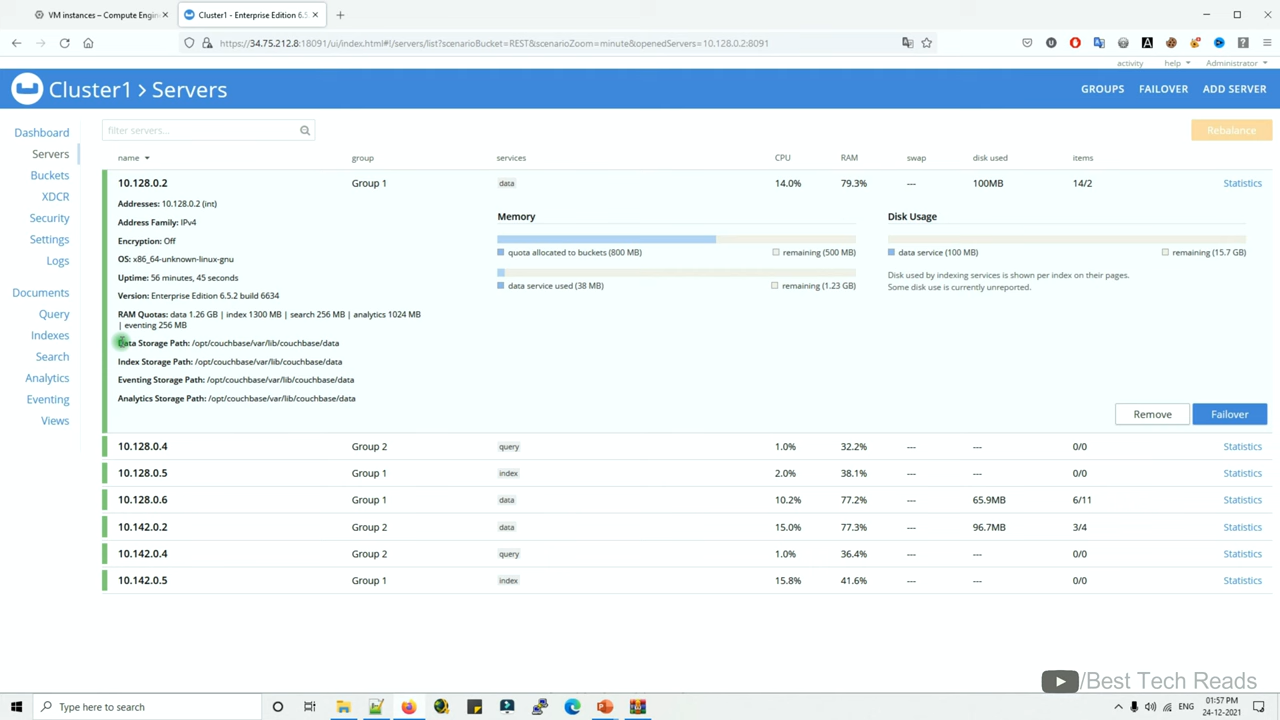 VM instances – Compute Engin
Cluster1 - Enterprise Edition 6.5
https://34.75.212.8:18091/ui/index.html#!/servers/list?scenarioBucket=REST&scenarioZoom=minute&openedServers=10.128.0.2:8091
activity help Administrator
Cluster1 > Servers
GROUPS FAILOVER ADD SERVER
Dashboard
Servers
Buckets
XDCR
Security
Settings
Logs
Documents
Query
Indexes
Search
Analytics
Eventing
Views
filter servers...
Rebalance
name group services CPU RAM swap disk used items
10.128.0.2 Group 1 data 14.0% 79.3% --- 100MB 14/2 Statistics
Addresses: 10.128.0.2 (int)
Address Family: IPv4
Encryption: Off
OS: x86_64-unknown-linux-gnu
Uptime: 56 minutes, 45 seconds
Version: Enterprise Edition 6.5.2 build 6634
RAM Quotas: data 1.26 GB | index 1300 MB | search 256 MB | analytics 1024 MB
| eventing 256 MB
Data Storage Path: /opt/couchbase/var/lib/couchbase/data
Index Storage Path: /opt/couchbase/var/lib/couchbase/data
Eventing Storage Path: /opt/couchbase/var/lib/couchbase/data
Analytics Storage Path: /opt/couchbase/var/lib/couchbase/data
Memory
quota allocated to buckets (800 MB) remaining (500 MB)
data service used (38 MB) remaining (1.23 GB)
Disk Usage
data service (100 MB) remaining (15.7 GB)
Disk used by indexing services is shown per index on their pages.
Some disk use is currently unreported.
Remove Failover
10.128.0.4 Group 2 query 1.0% 32.2% --- --- 0/0 Statistics
10.128.0.5 Group 1 index 2.0% 38.1% --- --- 0/0 Statistics
10.128.0.6 Group 1 data 10.2% 77.2% --- 65.9MB 6/11 Statistics
10.142.0.2 Group 2 data 15.0% 77.3% --- 96.7MB 3/4 Statistics
10.142.0.4 Group 2 query 1.0% 36.4% --- --- 0/0 Statistics
10.142.0.5 Group 1 index 15.8% 41.6% --- --- 0/0 Statistics
/Best Tech Reads
Type here to search
ENG
01:57 PM
24-12-2021